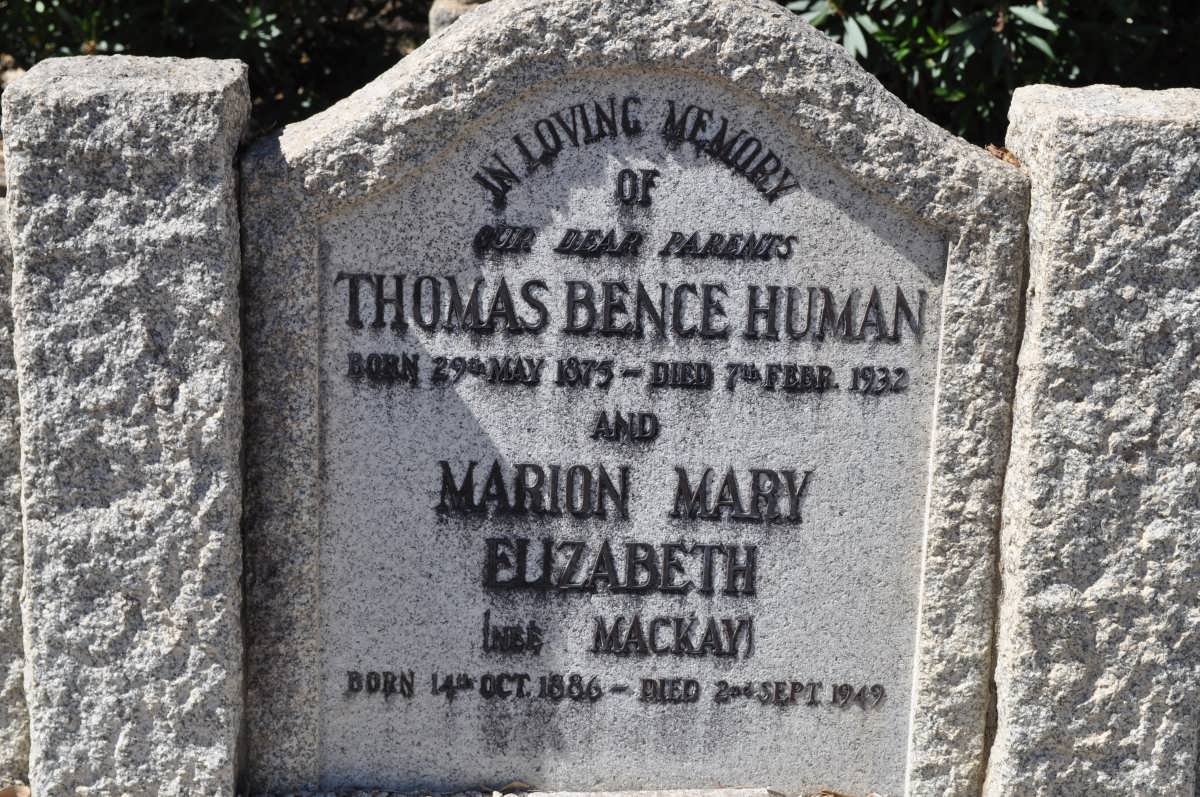 IN LOVING MEMORY
OF
OUR DEAR PARENTS
THOMAS BENCE HUMAN
BORN 29th MAY 1875 – DIED 7th FEBR. 1932
AND
MARION MARY
ELIZABETH
(NEE MACKAY)
BORN 14th OCT. 1886 – DIED 2nd SEPT. 1949